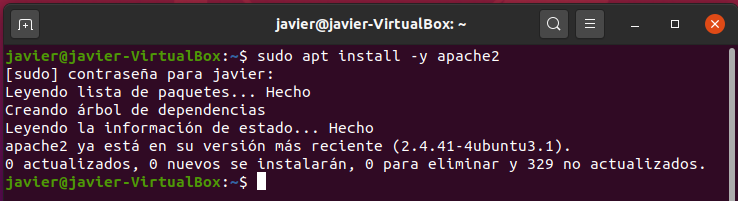 javier@javier-VirtualBox: ~
javier@javier-VirtualBox:~$ sudo apt install -y apache2
[sudo] contraseña para javier:
Leyendo lista de paquetes... Hecho
Creando árbol de dependencias
Leyendo la información de estado... Hecho
apache2 ya está en su versión más reciente (2.4.41-4ubuntu3.1).
0 actualizados, 0 nuevos se instalarán, 0 para eliminar y 329 no actualizados.
javier@javier-VirtualBox:~$